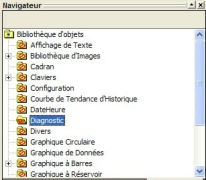 Navigateur
Bibliothèque d'objets
Affichage de Texte
Bibliothèque d'Images
Cadran
Claviers
Configuration
Courbe de Tendance d'Historique
DateHeure
Diagnostic
Divers
Graphique Circulaire
Graphique de Données
Graphique à Barres
Graphique à Réservoir